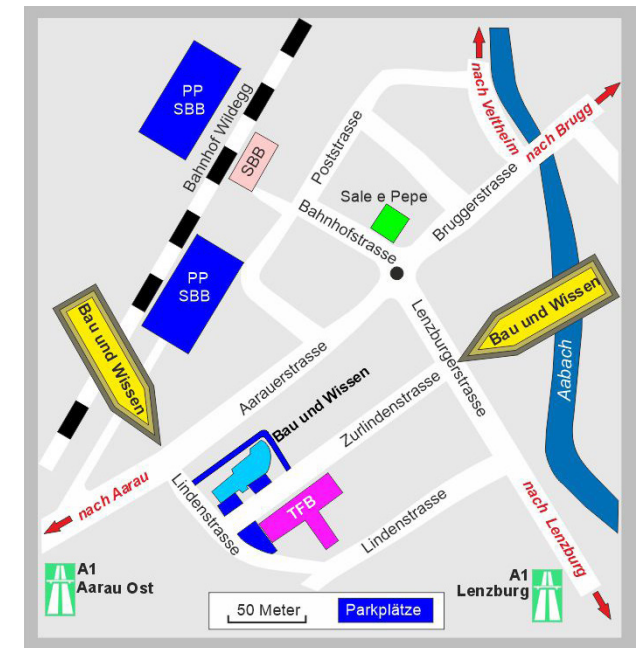 PP
SBB
Bahnhof Wildegg
SBB
Poststrasse
nach Veltheim
nach Brugg
Sale e Pepe
Bahnhofstrasse
Bruggerstrasse
PP
SBB
Bau und Wissen
Bau und Wissen
Lenzburgerstrasse
Aabach
Aarauerstrasse
Bau und Wissen
Zurlindenstrasse
nach Aarau
Lindenstrasse
TFB
Lindenstrasse
nach Lenzburg
A1
Aarau Ost
A1
Lenzburg
50 Meter
Parkplätze